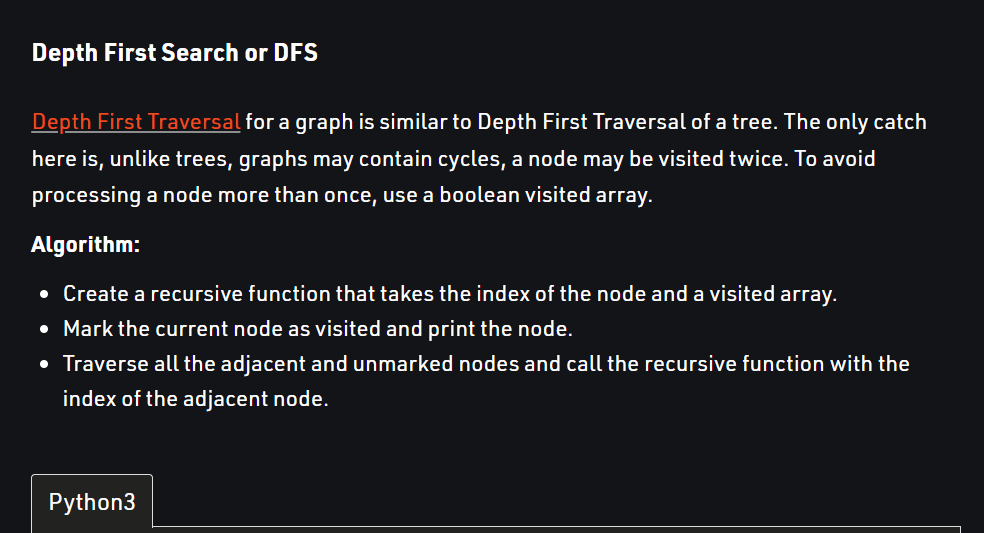 Depth First Search or DFS
Depth First Traversal for a graph is similar to Depth First Traversal of a tree. The only catch
here is, unlike trees, graphs may contain cycles, a node may be visited twice. To avoid
processing a node more than once, use a boolean visited array.
Algorithm:
• Create a recursive function that takes the index of the node and a visited array.
• Mark the current node as visited and print the node.
• Traverse all the adjacent and unmarked nodes and call the recursive function with the
index of the adjacent node.
Python3